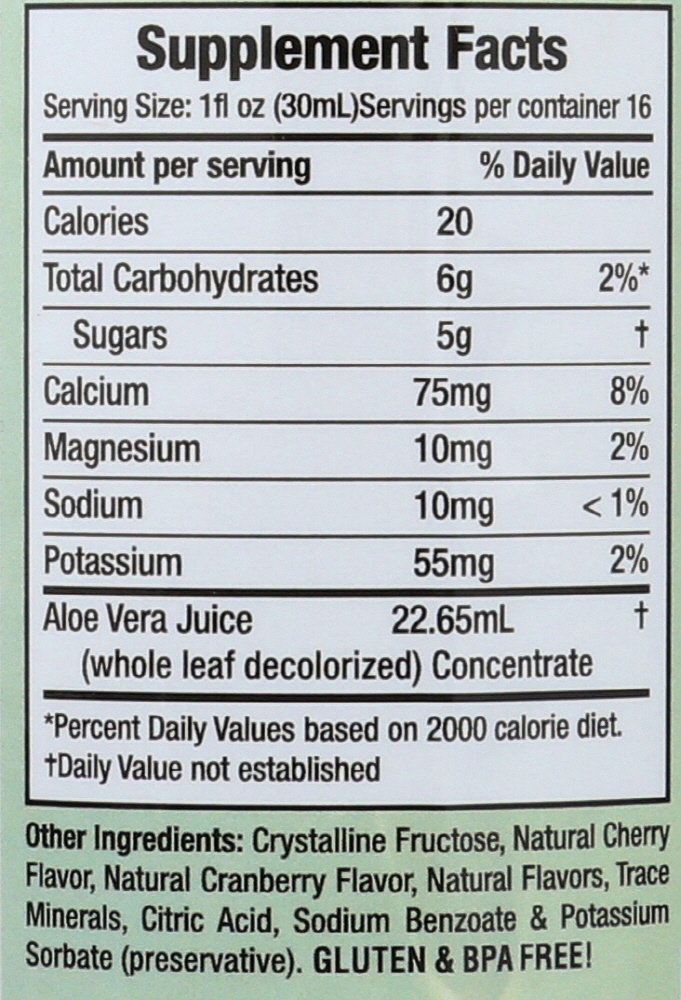 Supplement Facts
Serving Size: 1fl oz (30mL)Servings per container 16
Amount per serving % Daily Value
Calories 20
Total Carbohydrates 6g 2%*
Sugars 5g †
Calcium 75mg 8%
Magnesium 10mg 2%
Sodium 10mg < 1%
Potassium 55mg 2%
Aloe Vera Juice 22.65mL †
(whole leaf decolorized) Concentrate
*Percent Daily Values based on 2000 calorie diet.
†Daily Value not established
Other Ingredients: Crystalline Fructose, Natural Cherry
Flavor, Natural Cranberry Flavor, Natural Flavors, Trace
Minerals, Citric Acid, Sodium Benzoate & Potassium
Sorbate (preservative). GLUTEN & BPA FREE!